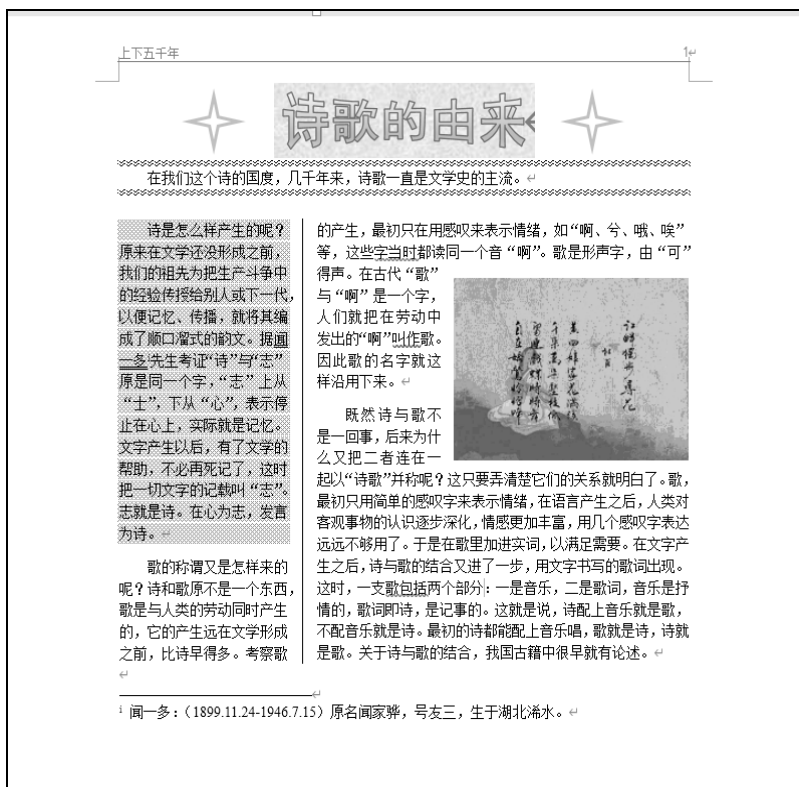 上下五千年 1
诗歌的由来
在我们这个诗的国度，几千年来，诗歌一直是文学史的主流。
诗是怎么样产生的呢？
原来在文学还没形成之前，
我们的祖先为把生产斗争中
的经验传授给别人或下一代，
以便记忆、传播，就将其编
成了顺口溜式的韵文。据闻
一多先生考证“诗”与“志”
原是同一个字，“志”上从
“士”，下从“心”，表示停
止在心上，实际就是记忆。
文字产生以后，有了文学的
帮助，不必再死记了，这时
把一切文字的记载叫“志”。
志就是诗。在心为志，发言
为诗。
歌的称谓又是怎样来的
呢？诗和歌原不是一个东西，
歌是与人类的劳动同时产生
的，它的产生远在文学形成
之前，比诗早得多。考察歌
的产生，最初只在用感叹来表示情绪，如“啊、兮、哦、唉”
等，这些字当时都读同一个音“啊”。歌是形声字，由“可”
得声。在古代“歌”
与“啊”是一个字，
人们就把在劳动中
发出的“啊”叫作歌。
因此歌的名字就这
样沿用下来。
既然诗与歌不
是一回事，后来为什
么又把二者连在一
起以“诗歌”并称呢？这只要弄清楚它们的关系就明白了。歌，
最初只用简单的感叹字来表示情绪，在语言产生之后，人类对
客观事物的认识逐步深化，情感更加丰富，用几个感叹字表达
远远不够用了。于是在歌里加进实词，以满足需要。在文字产
生之后，诗与歌的结合又进了一步，用文字书写的歌词出现。
这时，一支歌包括两个部分：一是音乐，二是歌词，音乐是抒
情的，歌词即诗，是记事的。这就是说，诗配上音乐就是歌，
不配音乐就是诗。最初的诗都能配上音乐唱，歌就是诗，诗就
是歌。关于诗与歌的结合，我国古籍中很早就有论述。
i 闻一多：（1899.11.24-1946.7.15）原名闻家骅，号友三，生于湖北浠水。